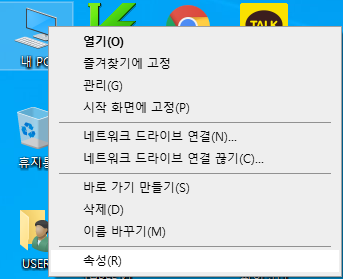 내 PC
휴지통
USER
TALK
열기(O)
즐겨찾기에 고정
관리(G)
시작 화면에 고정(P)
네트워크 드라이브 연결(N)...
네트워크 드라이브 연결 끊기(C)...
바로 가기 만들기(S)
삭제(D)
이름 바꾸기(M)
속성(R)